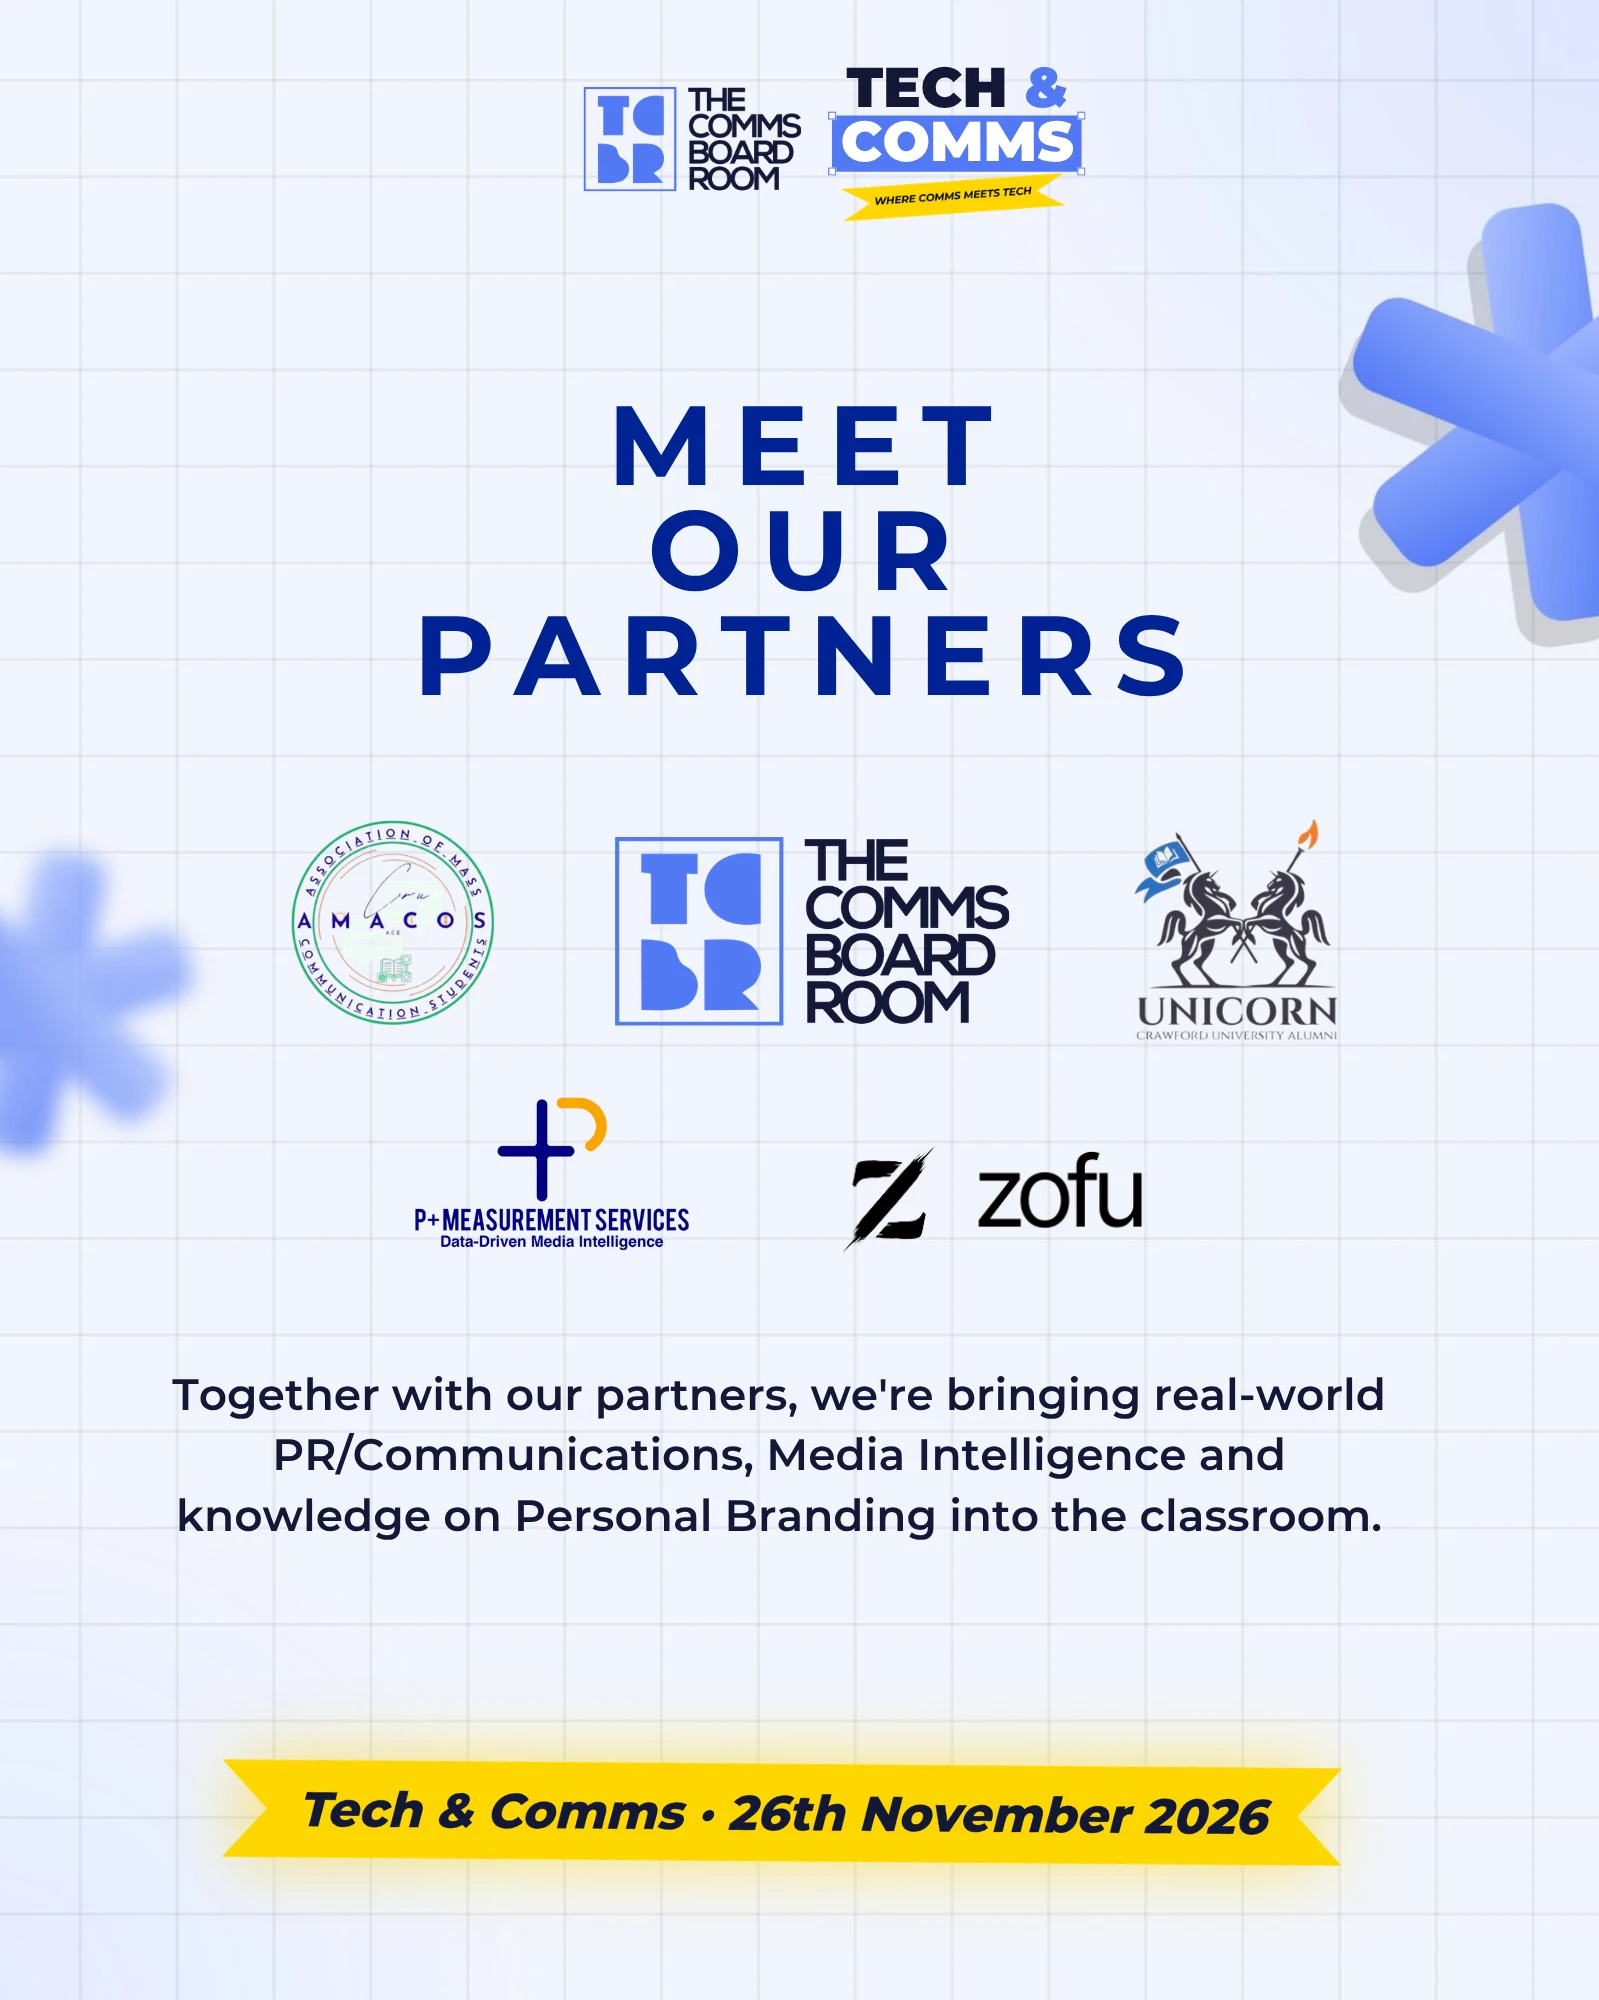 THE
COMMS
BOARD
ROOM
TECH &
COMMS
WHERE COMMS MEETS TECH
MEET
OUR
PARTNERS
ASSOCIATION OF MASS
AMACOS
ACE
COMMUNICATION STUDENTS
TCBR
THE
COMMS
BOARD
ROOM
UNICORN
CRAWFORD UNIVERSITY ALUMNI
P+MEASUREMENT SERVICES
Data-Driven Media Intelligence
Z zofu
Together with our partners, we're bringing real-world
PR/Communications, Media Intelligence and
knowledge on Personal Branding into the classroom.
Tech & Comms • 26th November 2026